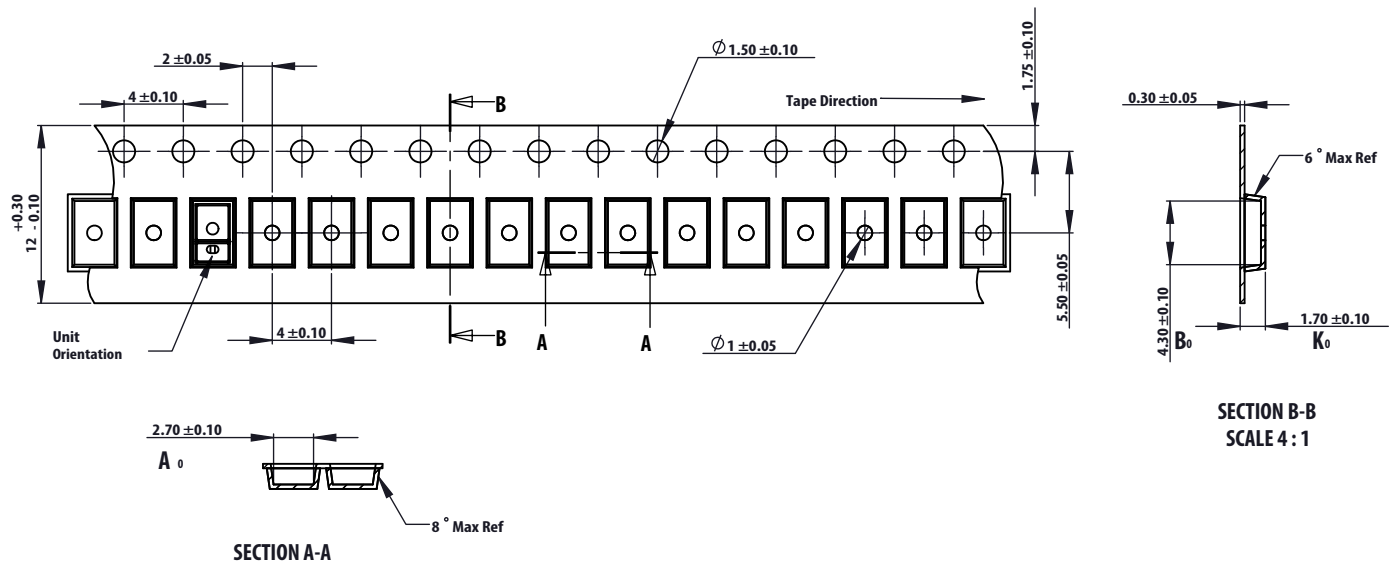 2 ±0.05
4 ±0.10
B
Ø 1.50 ±0.10
Tape Direction
1.75 ±0.10
0.30 ±0.05
6° Max Ref
+0.30
12 - 0.10
5.50 ±0.05
Unit
Orientation
4 ±0.10
B
A
A
Ø 1 ±0.05
4.30 ±0.10
B0
1.70 ±0.10
K0
SECTION B-B
SCALE 4 : 1
2.70 ±0.10
A 0
8° Max Ref
SECTION A-A